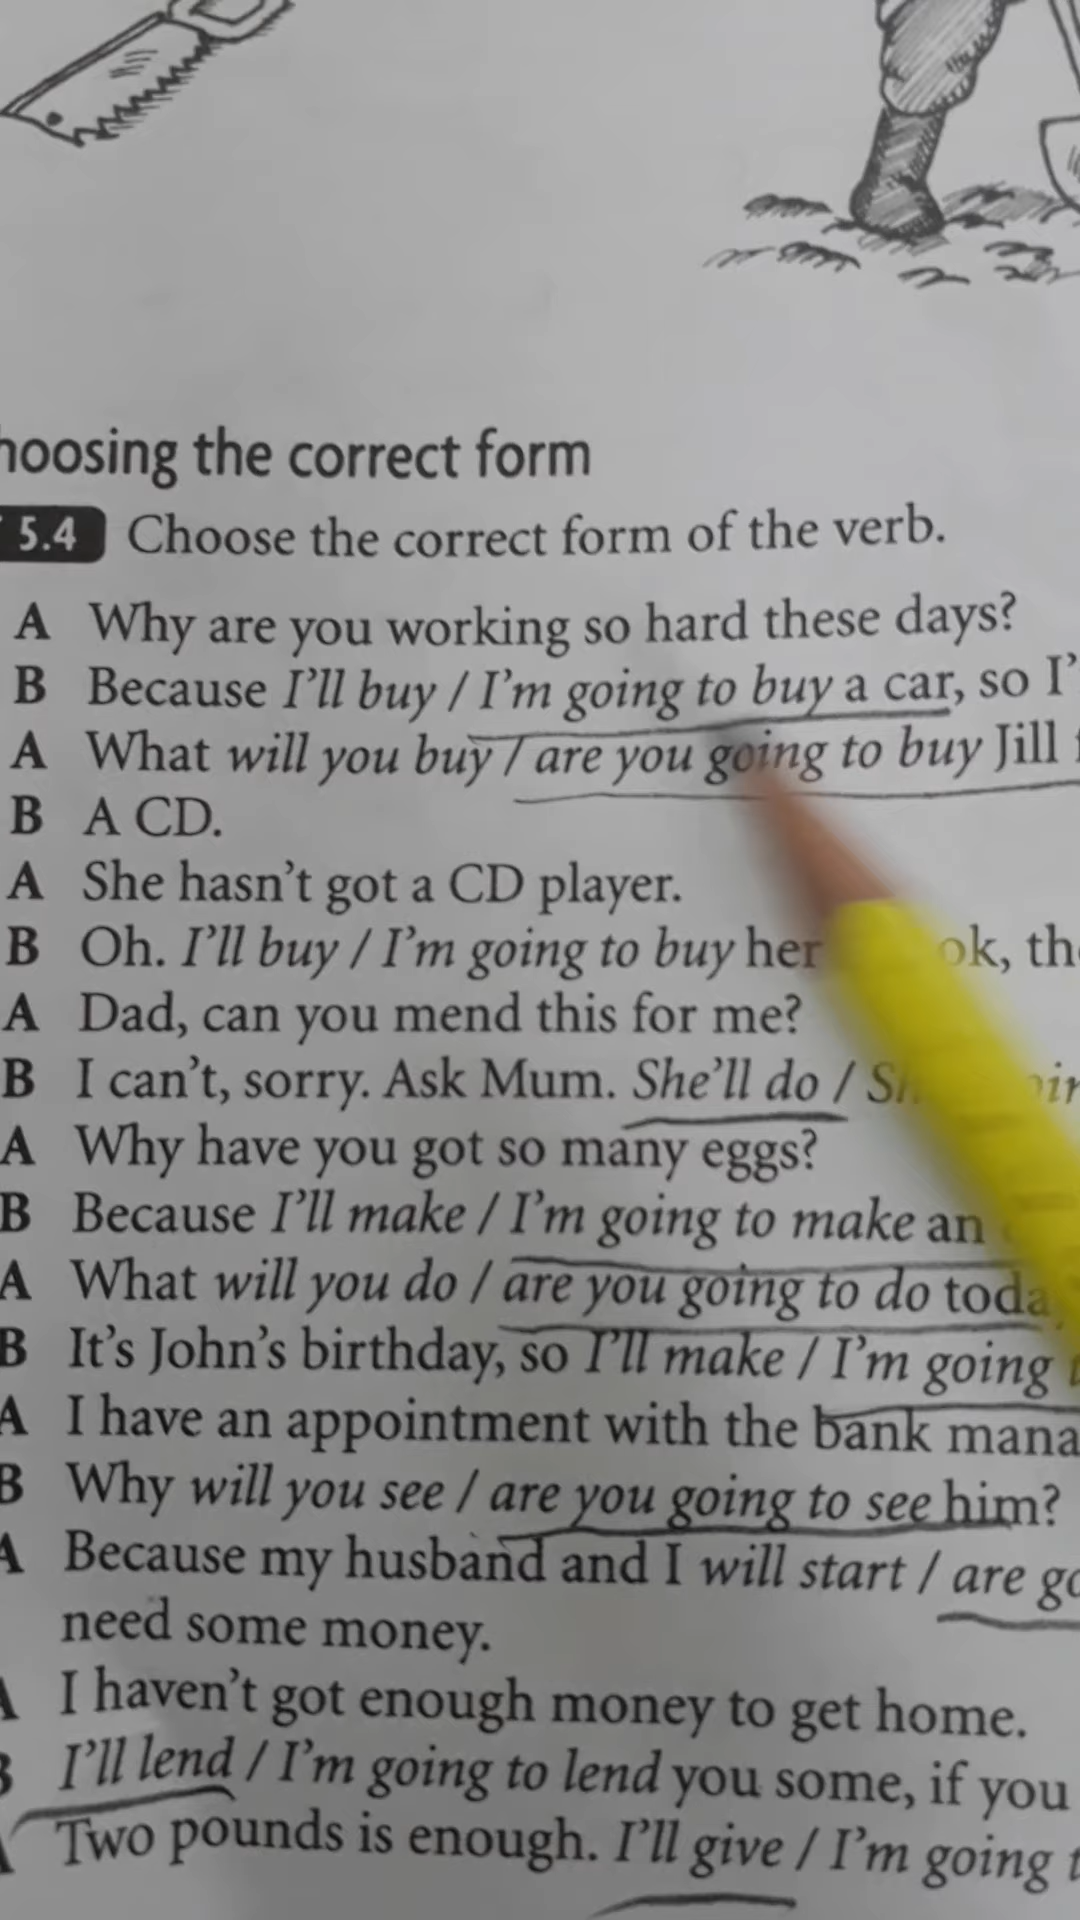 hoosing the correct form
5.4 Choose the correct form of the verb.
A Why are you working so hard these days?
B Because I'll buy / I'm going to buy a car, so I'
A What will you buy / are you going to buy Jill
B A CD.
A She hasn't got a CD player.
B Oh. I'll buy / I'm going to buy her
A Dad, can you mend this for me?
B I can't, sorry. Ask Mum. She'll do /
A Why have you got so many eggs?
B Because I'll make / I'm going to make an
A What will you do / are you going to do toda
B It's John's birthday, so I'll make / I'm going
A I have an appointment with the bank mana
B Why will you see / are you going to see him?
A Because my husband and I will start / are go
need some money.
A I haven't got enough money to get home.
B I'll lend / I'm going to lend you some, if you
A Two pounds is enough. I'll give / I'm going t